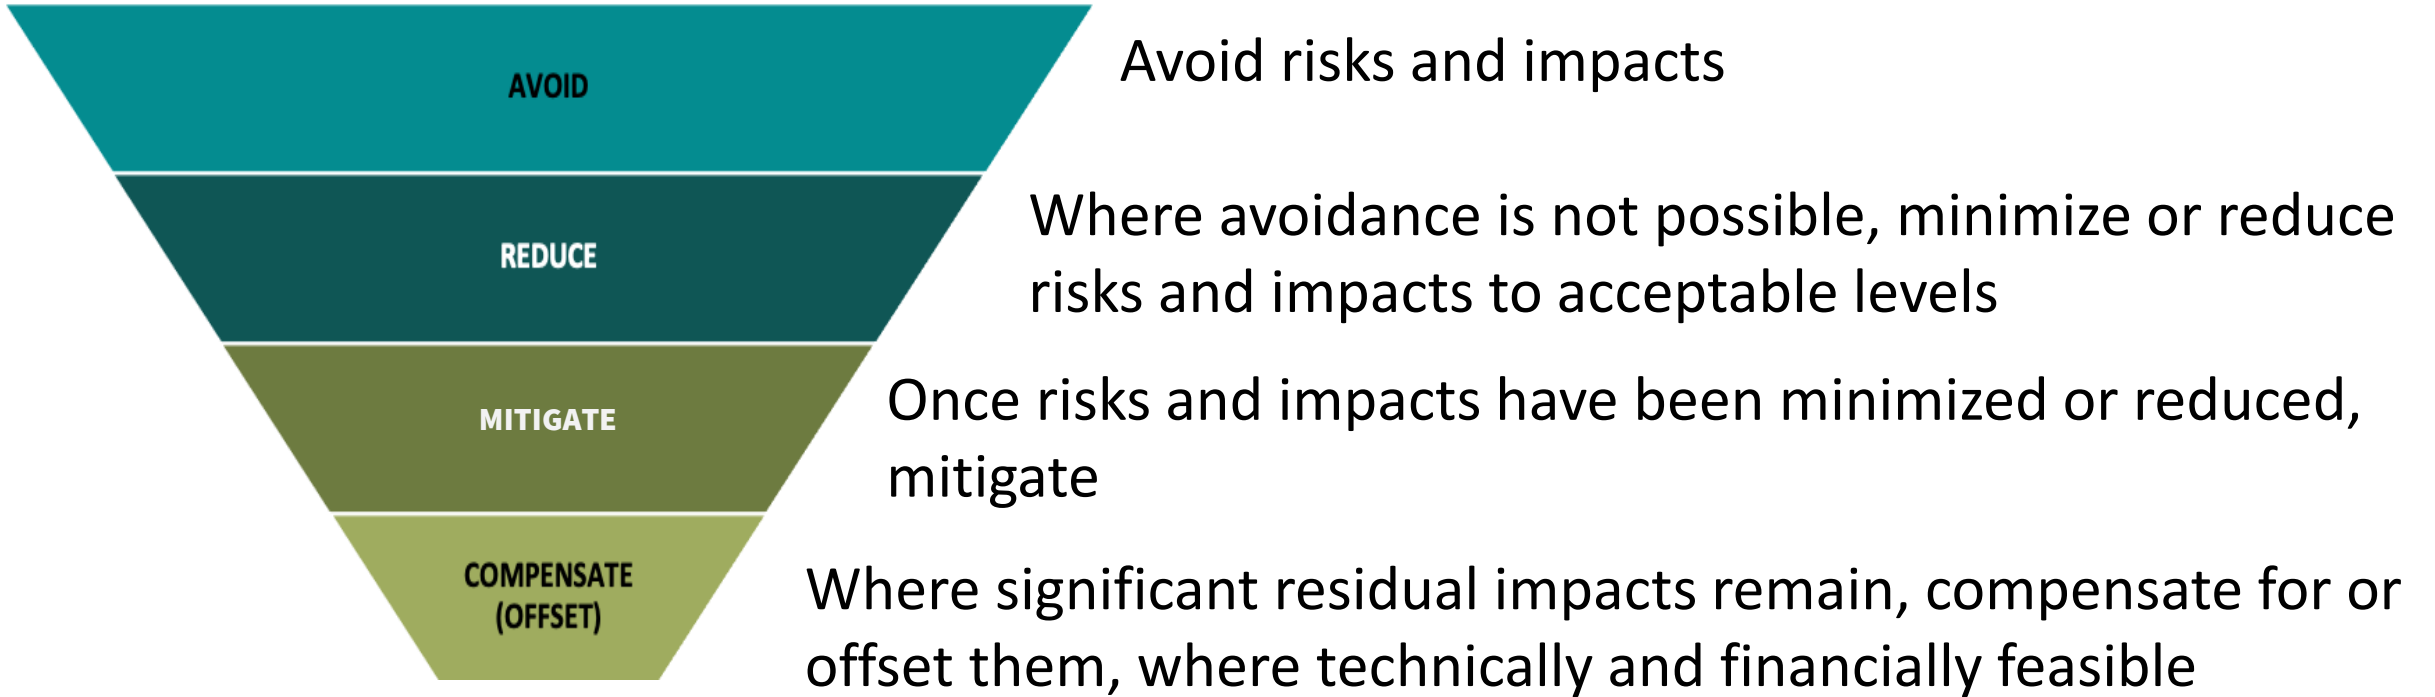 AVOID
Avoid risks and impacts
REDUCE
Where avoidance is not possible, minimize or reduce
risks and impacts to acceptable levels
MITIGATE
Once risks and impacts have been minimized or reduced,
mitigate
COMPENSATE
(OFFSET)
Where significant residual impacts remain, compensate for or
offset them, where technically and financially feasible